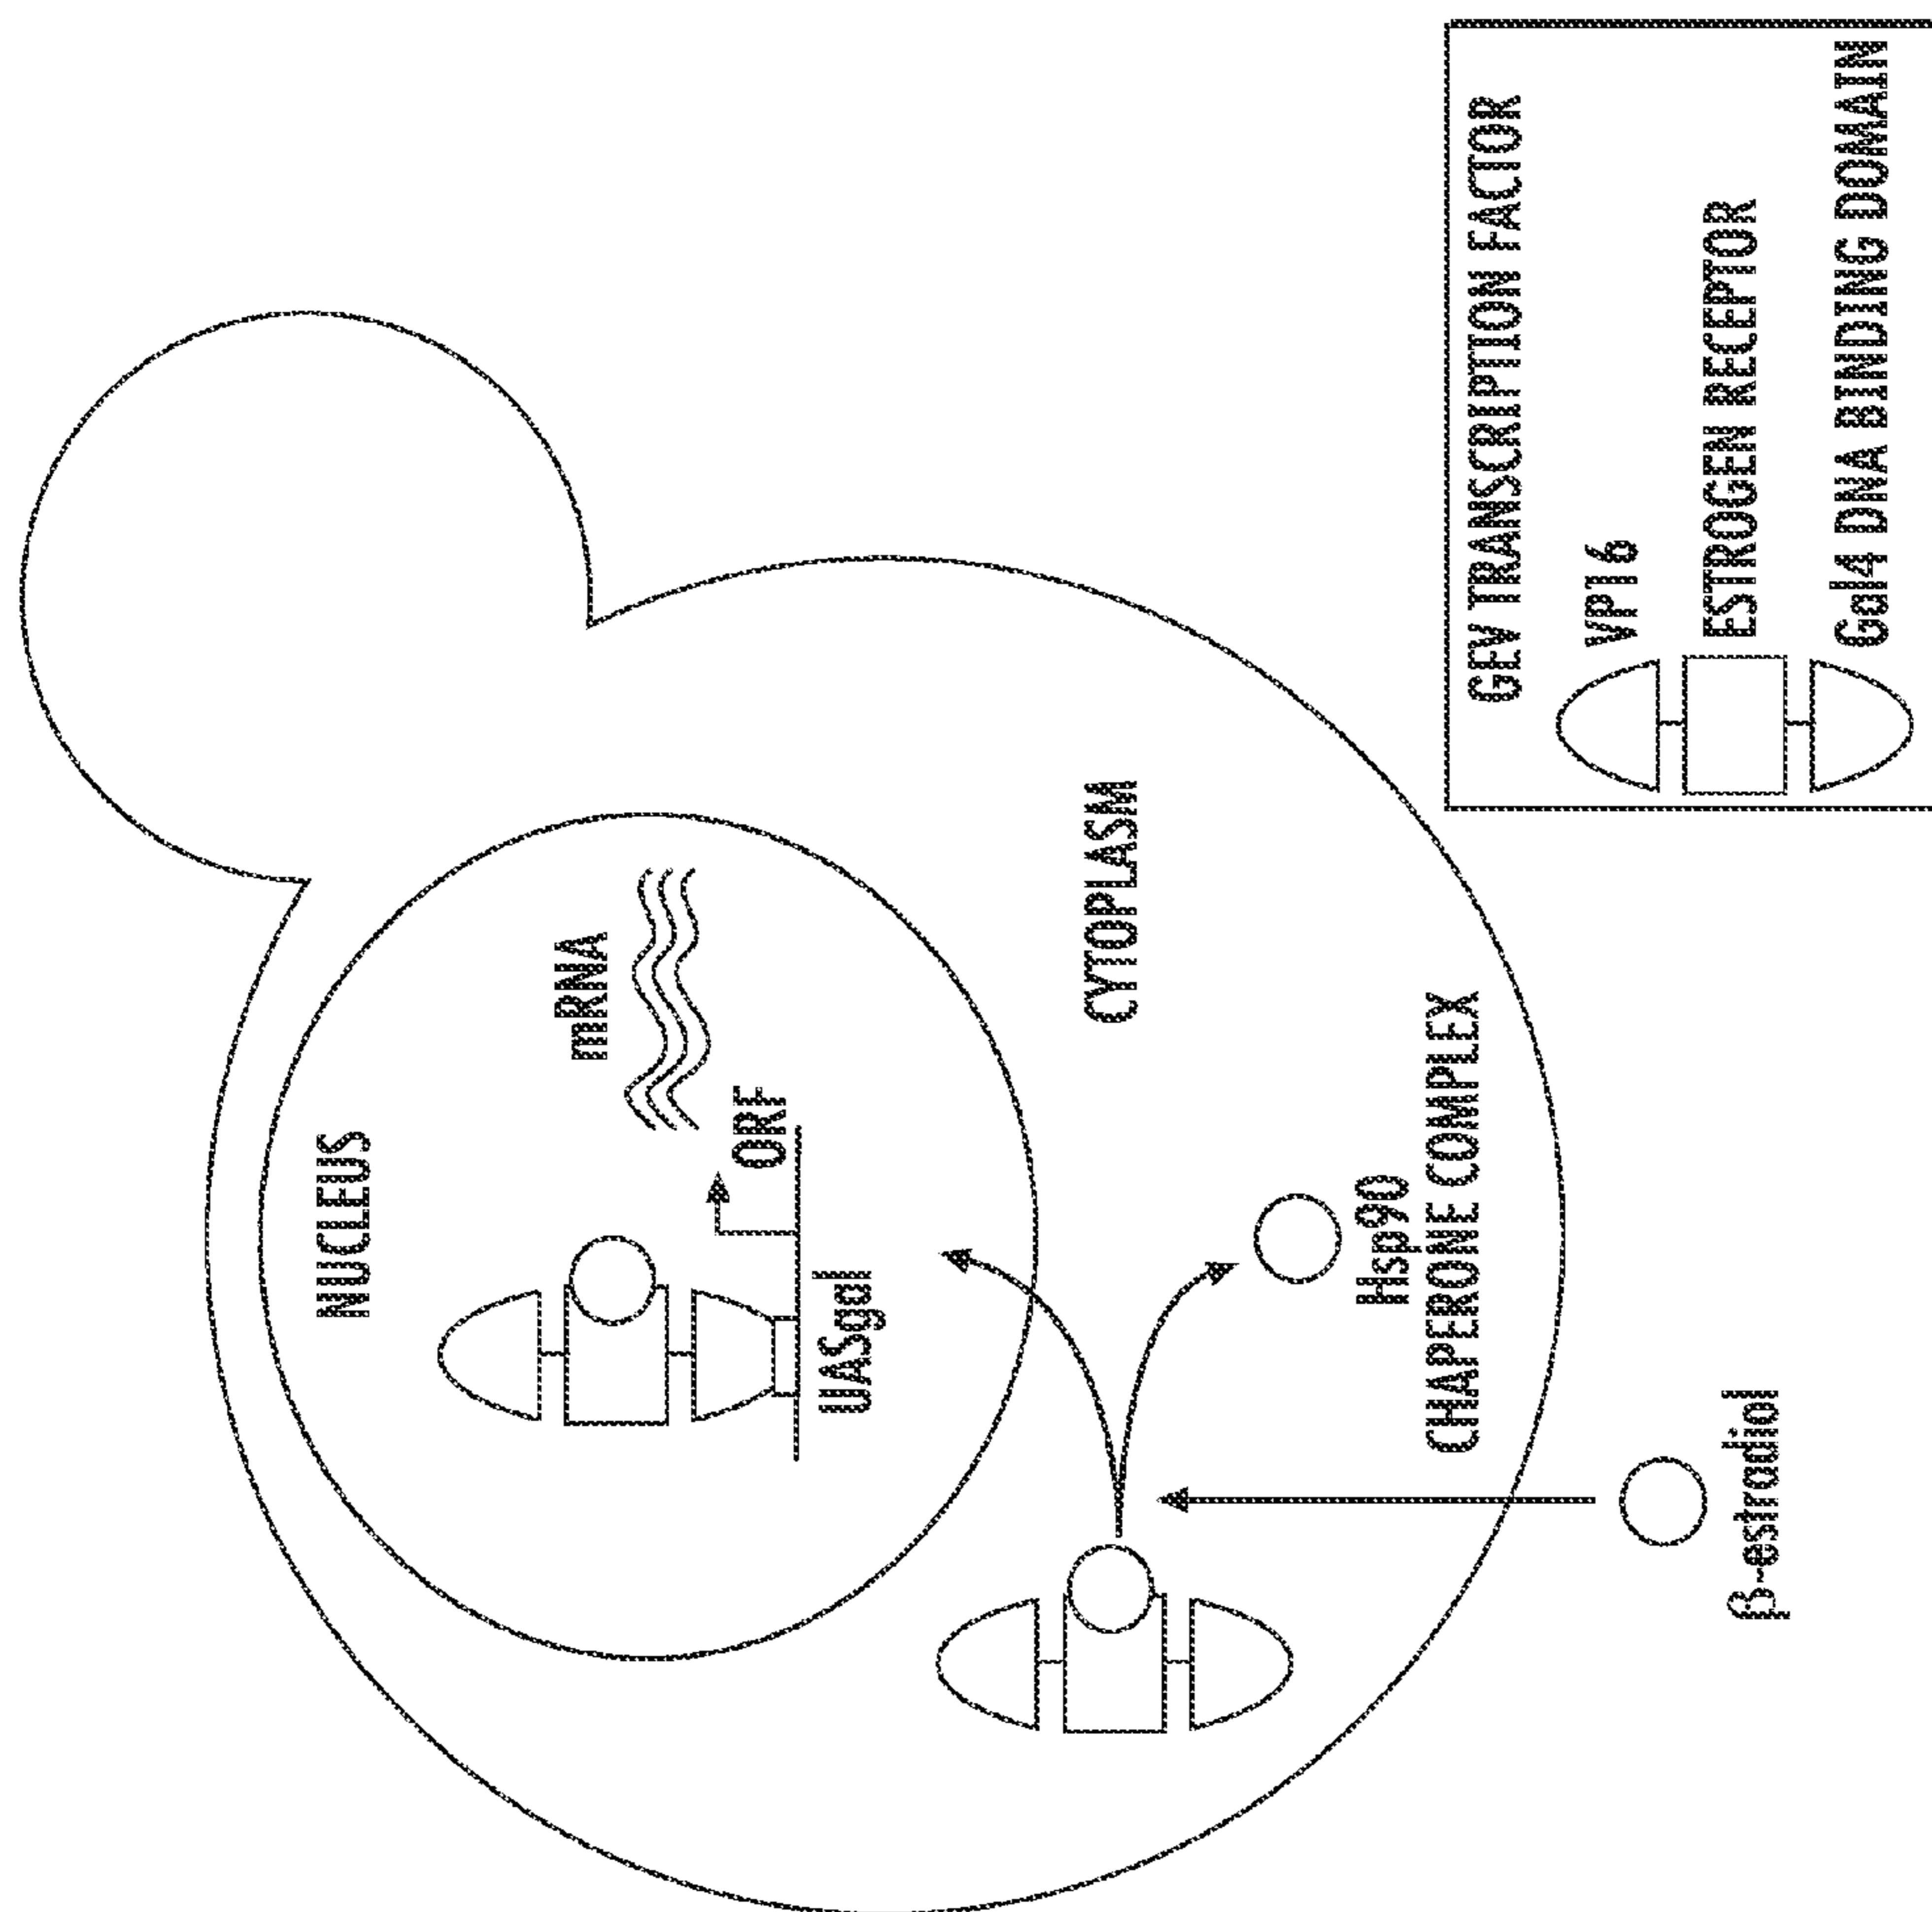 NUCLEUS
mRNA
ORF
UASgal
CYTOPLASM
Hsp90
CHAPERONE COMPLEX
β-estradiol
GEV TRANSCRIPTION FACTOR
VP16
ESTROGEN RECEPTOR
Gal4 DNA BINDING DOMAIN